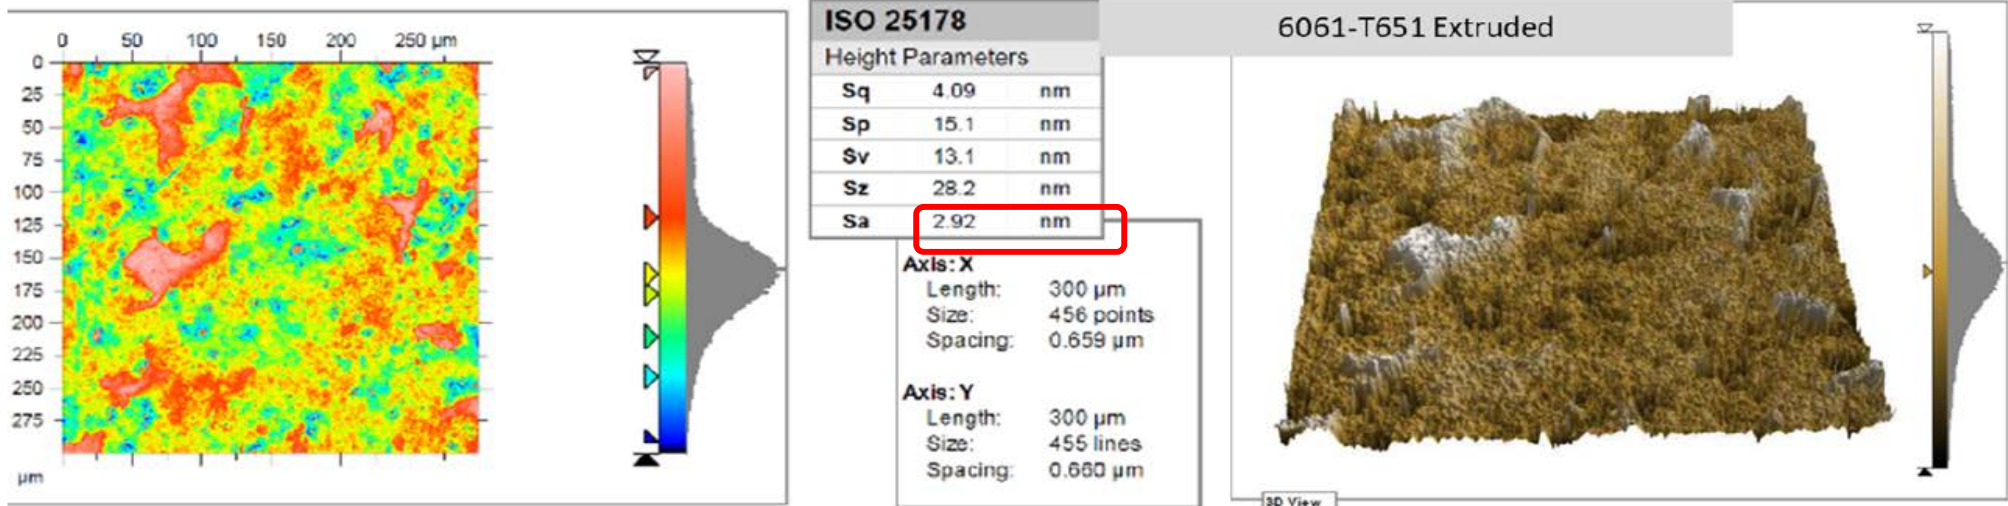 0 50 100 150 200 250 µm
0
25
50
75
100
125
150
175
200
225
250
275
µm
ISO 25178
Height Parameters
Sq 4.09 nm
Sp 15.1 nm
Sv 13.1 nm
Sz 28.2 nm
Sa 2.92 nm
Axis: X
Length: 300 µm
Size: 456 points
Spacing: 0.659 µm
Axis: Y
Length: 300 µm
Size: 455 lines
Spacing: 0.660 µm
6061-T651 Extruded
3D View